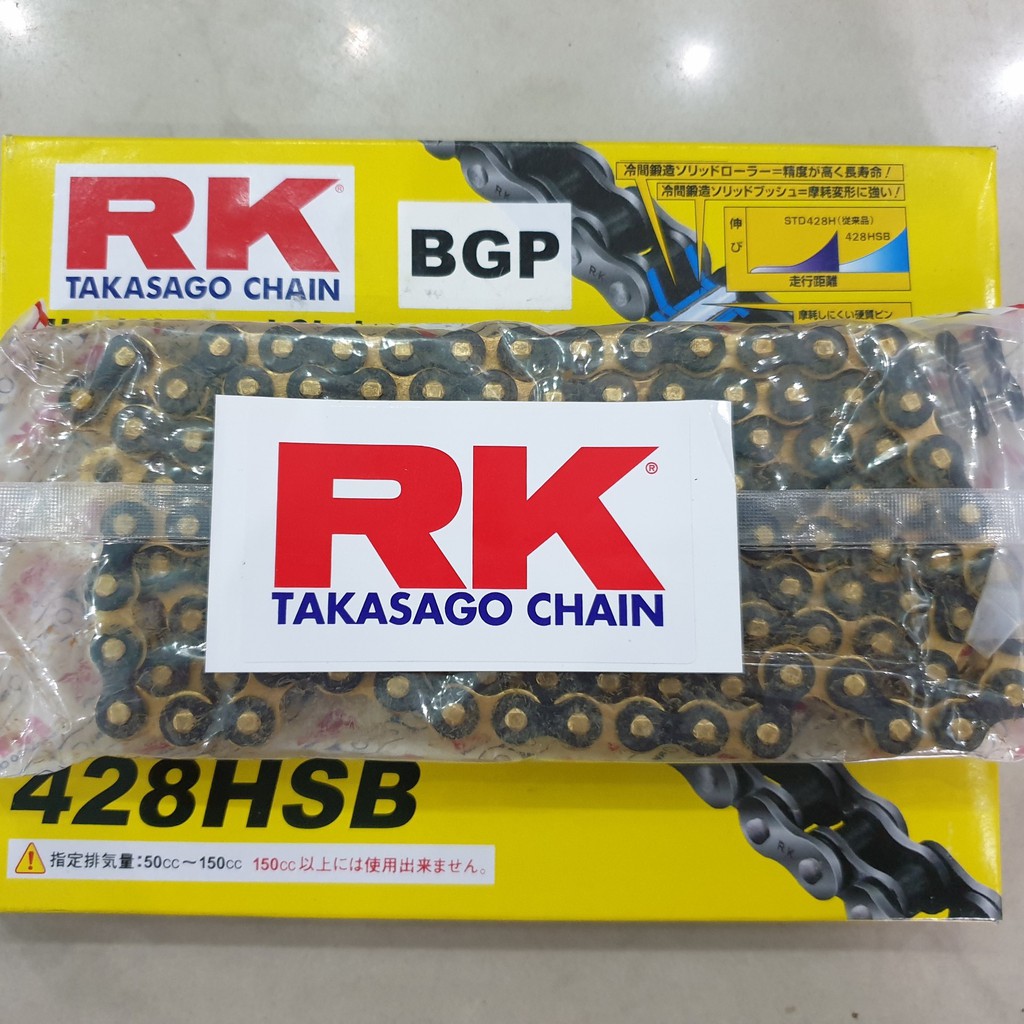 RK®
TAKASAGO CHAIN
BGP
冷間鍛造ソリッドローラー=精度が高く長寿命!
冷間鍛造ソリッドブッシュ=摩耗変形に強い!
伸び
STD428H(従来品)
428HSB
走行距離
摩耗しにくい硬質ピン
RK
RK®
TAKASAGO CHAIN
428HSB
指定排気量:50cc~150cc 150cc以上には使用出来ません。
RK